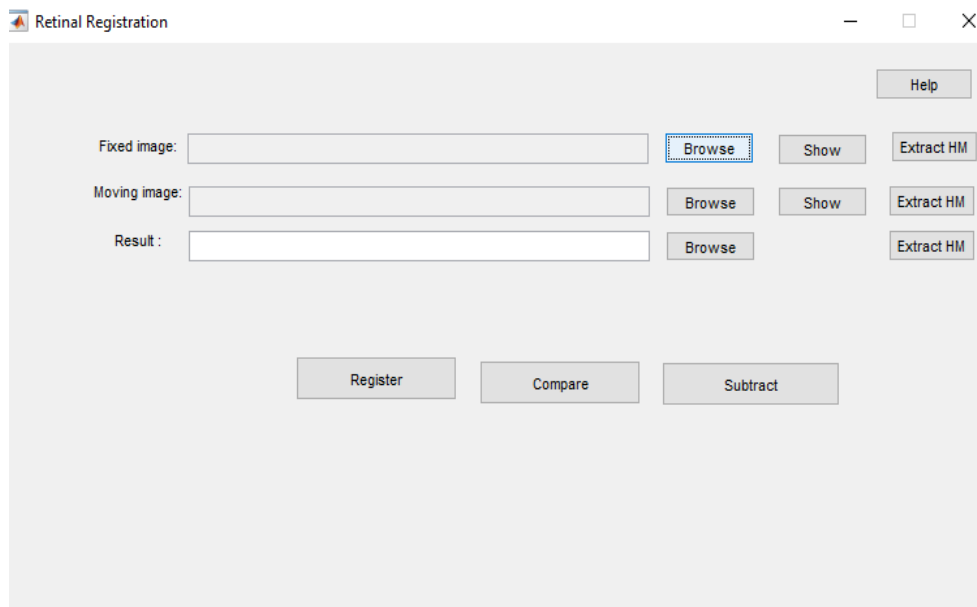 Retinal Registration
Help
Fixed image: Browse Show Extract HM
Moving image: Browse Show Extract HM
Result : Browse Extract HM
Register Compare Subtract